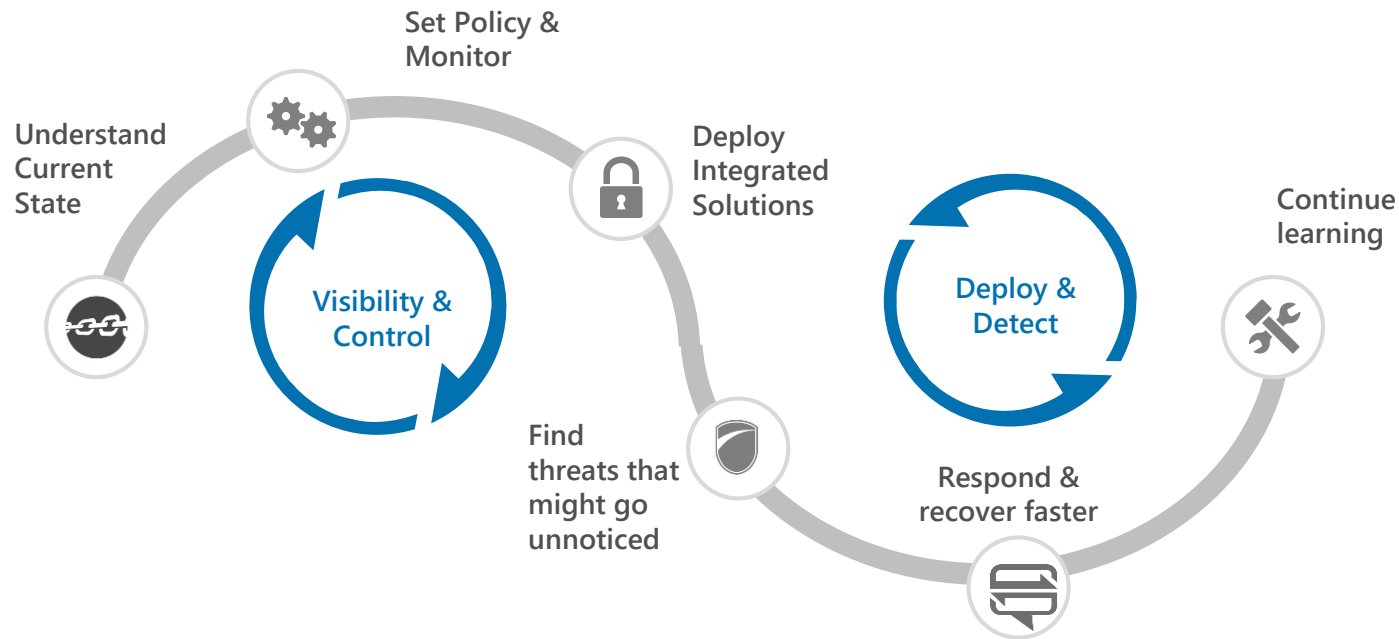 Understand
Current
State
Set Policy &
Monitor
Deploy
Integrated
Solutions
Visibility &
Control
Find
threats that
might go
unnoticed
Deploy &
Detect
Respond &
recover faster
Continue
learning